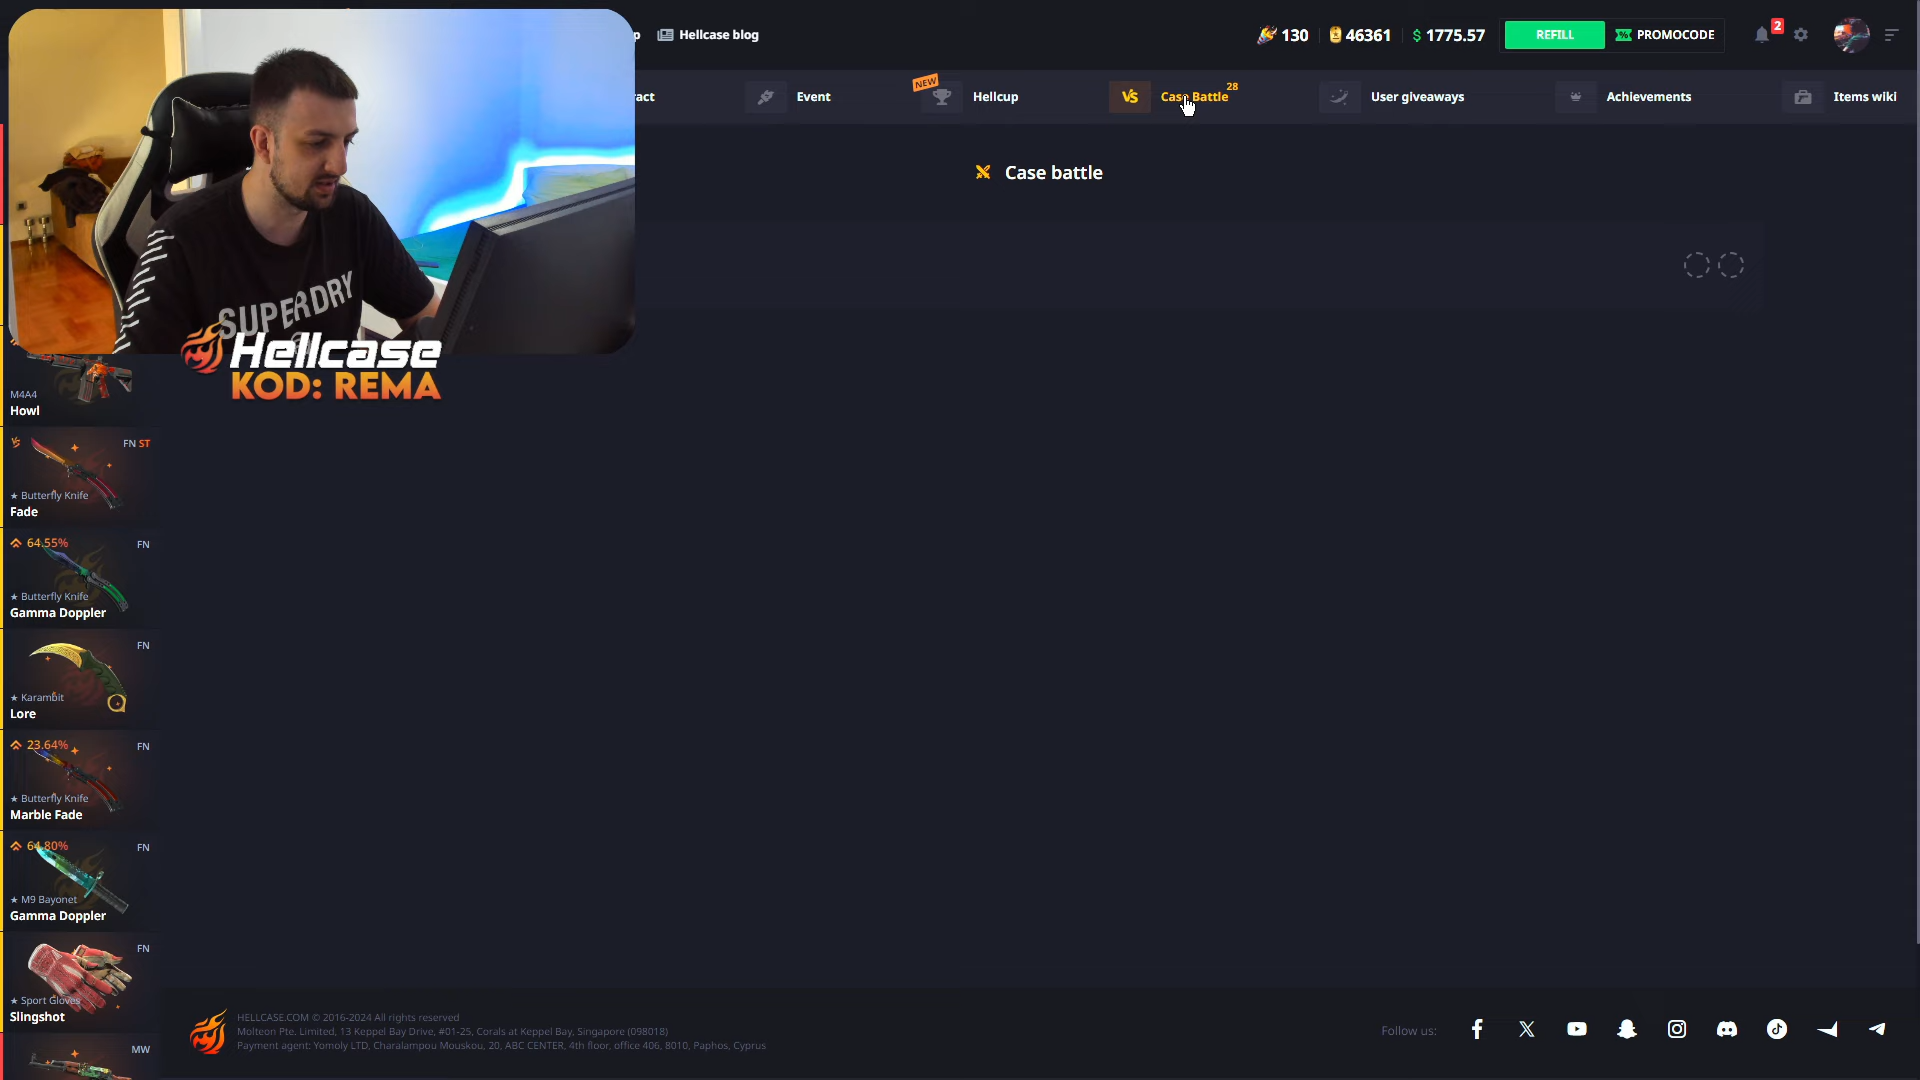 p
Hellcase blog
130
46361
$ 1775.57
REFILL
PROMOCODE
2
ract
Event
NEW
Hellcup
VS
Case Battle
28
User giveaways
Achievements
Items wiki
Case battle
SUPERDRY
Hellcase
KOD: REMA
M4A4
Howl
VS
FN ST
★ Butterfly Knife
Fade
64.55%
FN
★ Butterfly Knife
Gamma Doppler
FN
★ Karambit
Lore
23.64%
FN
★ Butterfly Knife
Marble Fade
64.80%
FN
★ M9 Bayonet
Gamma Doppler
FN
★ Sport Gloves
Slingshot
MW
HELLCASE.COM © 2016-2024 All rights reserved
Molteon Pte. Limited, 13 Keppel Bay Drive, #01-25, Corals at Keppel Bay, Singapore (098018)
Payment agent: Yomoly LTD, Charalampou Mouskou, 20, ABC CENTER, 4th floor, office 406, 8010, Paphos, Cyprus
Follow us: